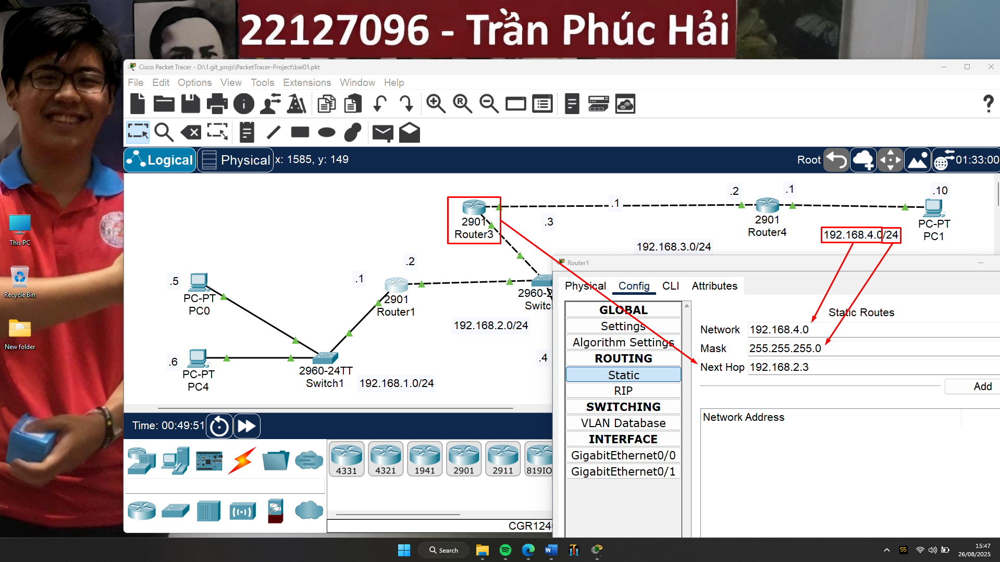 22127096 - Trần Phúc Hải
Cisco Packet Tracer - D:\1.git_projs\PacketTracer-Project\bai01.pkt
File Edit Options View Tools Extensions Window Help
Logical Physical x: 1585, y: 149 Root 01:33:00
.2 .1 .10
.1
2901
Router3
.3
2901
Router4
PC-PT
PC1
192.168.4.0/24
192.168.3.0/24
.2
.1
.5
PC-PT
PC0
2901
Router1
2960-2
Switc
192.168.2.0/24
.4
.6
PC-PT
PC4
2960-24TT
Switch1
192.168.1.0/24
This PC
Recycle Bin
New folder
Time: 00:49:51
4331 4321 1941 2901 2911 819IO
CGR124
Router1
Physical Config CLI Attributes
GLOBAL
Settings
Algorithm Settings
ROUTING
Static
RIP
SWITCHING
VLAN Database
INTERFACE
GigabitEthernet0/0
GigabitEthernet0/1
Static Routes
Network 192.168.4.0
Mask 255.255.255.0
Next Hop 192.168.2.3
Add
Network Address
Search
55
15:47
26/08/2025